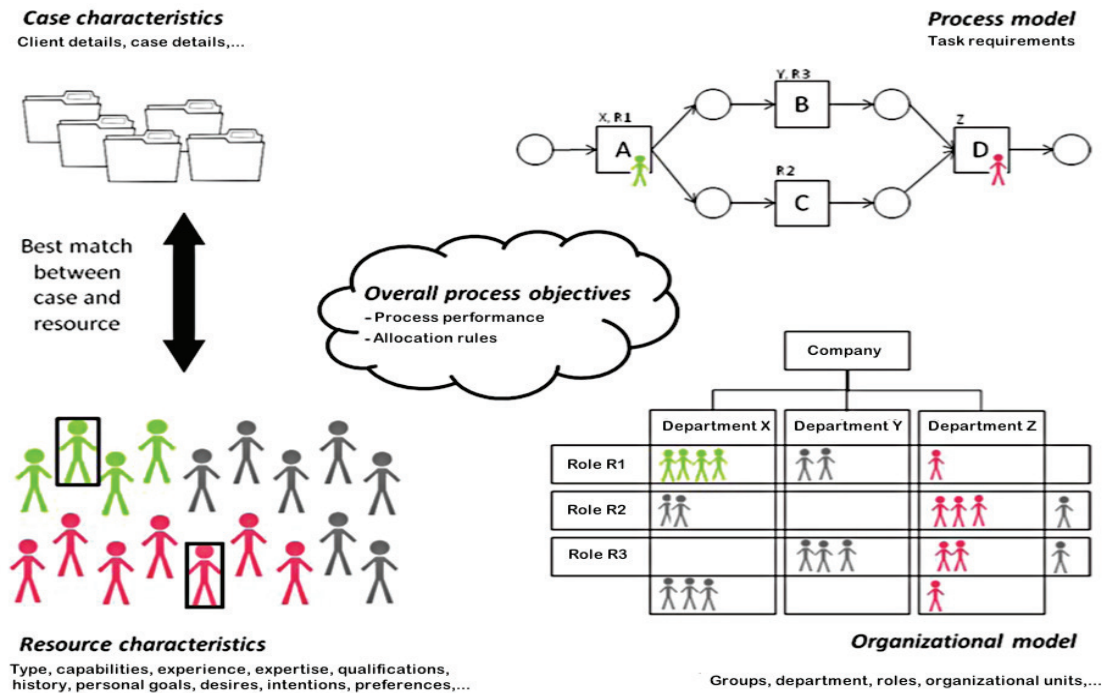 Case characteristics
Client details, case details,...
Process model
Task requirements
Y, R3
B
X, R1
A
Z
D
R2
C
Best match
between
case and
resource
Overall process objectives
- Process performance
- Allocation rules
Company
Department X
Department Y
Department Z
Role R1
Role R2
Role R3
Resource characteristics
Type, capabilities, experience, expertise, qualifications,
history, personal goals, desires, intentions, preferences,...
Organizational model
Groups, department, roles, organizational units,...